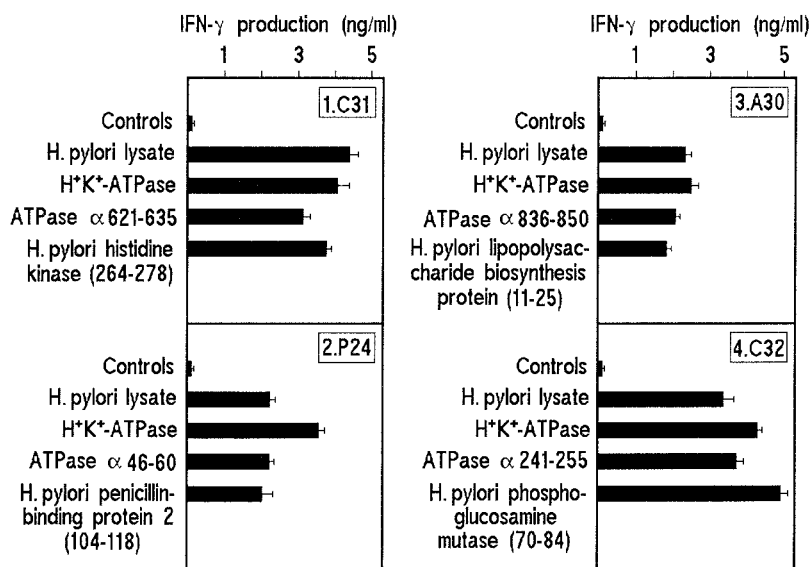 IFN-γ production (ng/ml)
1 3 5
1.C31
Controls
H. pylori lysate
H⁺K⁺-ATPase
ATPase α 621-635
H. pylori histidine
kinase (264-278)
2.P24
Controls
H. pylori lysate
H⁺K⁺-ATPase
ATPase α 46-60
H. pylori penicillin-
binding protein 2
(104-118)
IFN-γ production (ng/ml)
1 3 5
3.A30
Controls
H. pylori lysate
H⁺K⁺-ATPase
ATPase α 836-850
H. pylori lipopolysac-
charide biosynthesis
protein (11-25)
4.C32
Controls
H. pylori lysate
H⁺K⁺-ATPase
ATPase α 241-255
H. pylori phospho-
glucosamine
mutase (70-84)